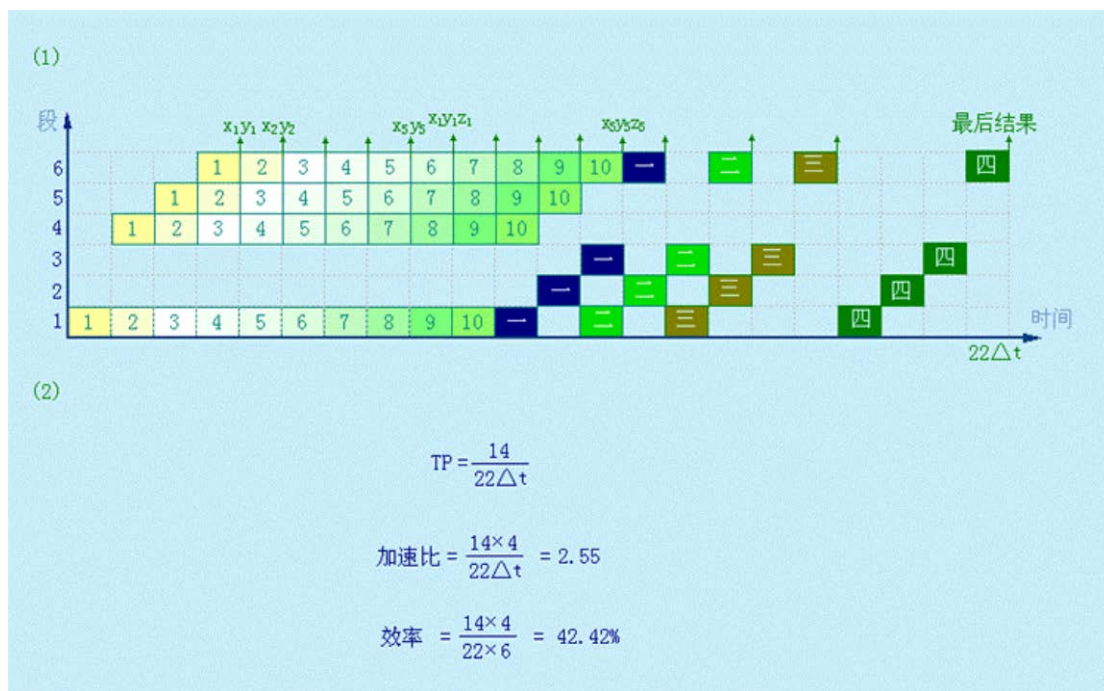 (1)
段
x₁y₁ x₂y₂ x₅y₅ x₁y₁z₁ x₅y₅z₅ 最后结果
6 1 2 3 4 5 6 7 8 9 10 一 二 三 四
5 1 2 3 4 5 6 7 8 9 10
4 1 2 3 4 5 6 7 8 9 10
3 一 二 三 四
2 一 二 三 四
1 1 2 3 4 5 6 7 8 9 10 一 二 三 四 时间
22△t
(2)
TP=14/22△t
加速比=14×4/22△t = 2.55
效率 =14×4/22×6 = 42.42%